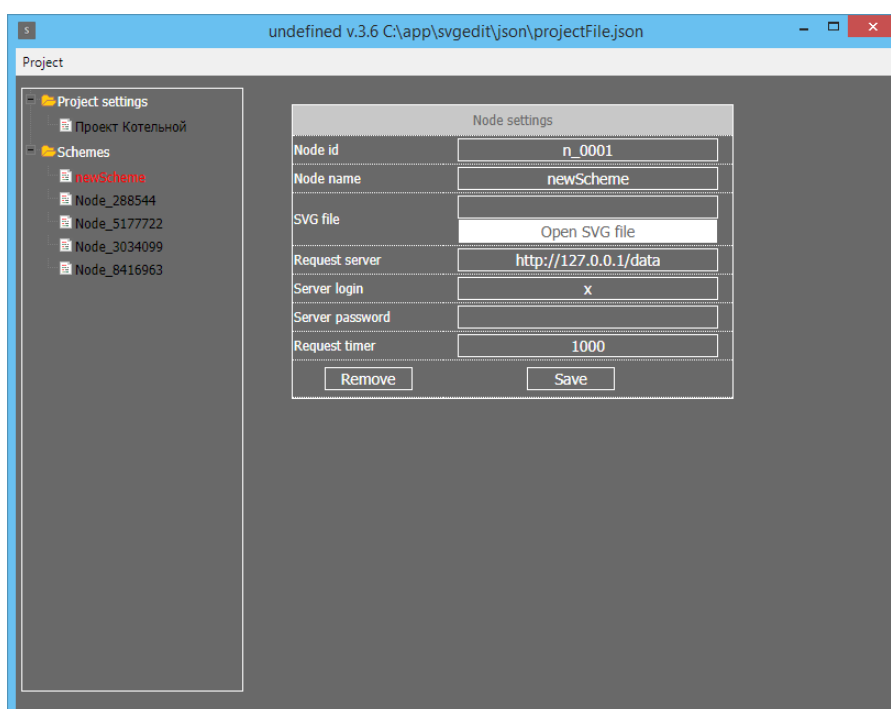 S
undefined v.3.6 C:\app\svgedit\json\projectFile.json
Project
Project settings
Проект Котельной
Schemes
newScheme
Node_288544
Node_5177722
Node_3034099
Node_8416963
Node settings
Node id n_0001
Node name newScheme
SVG file
Open SVG file
Request server http://127.0.0.1/data
Server login x
Server password
Request timer 1000
Remove Save